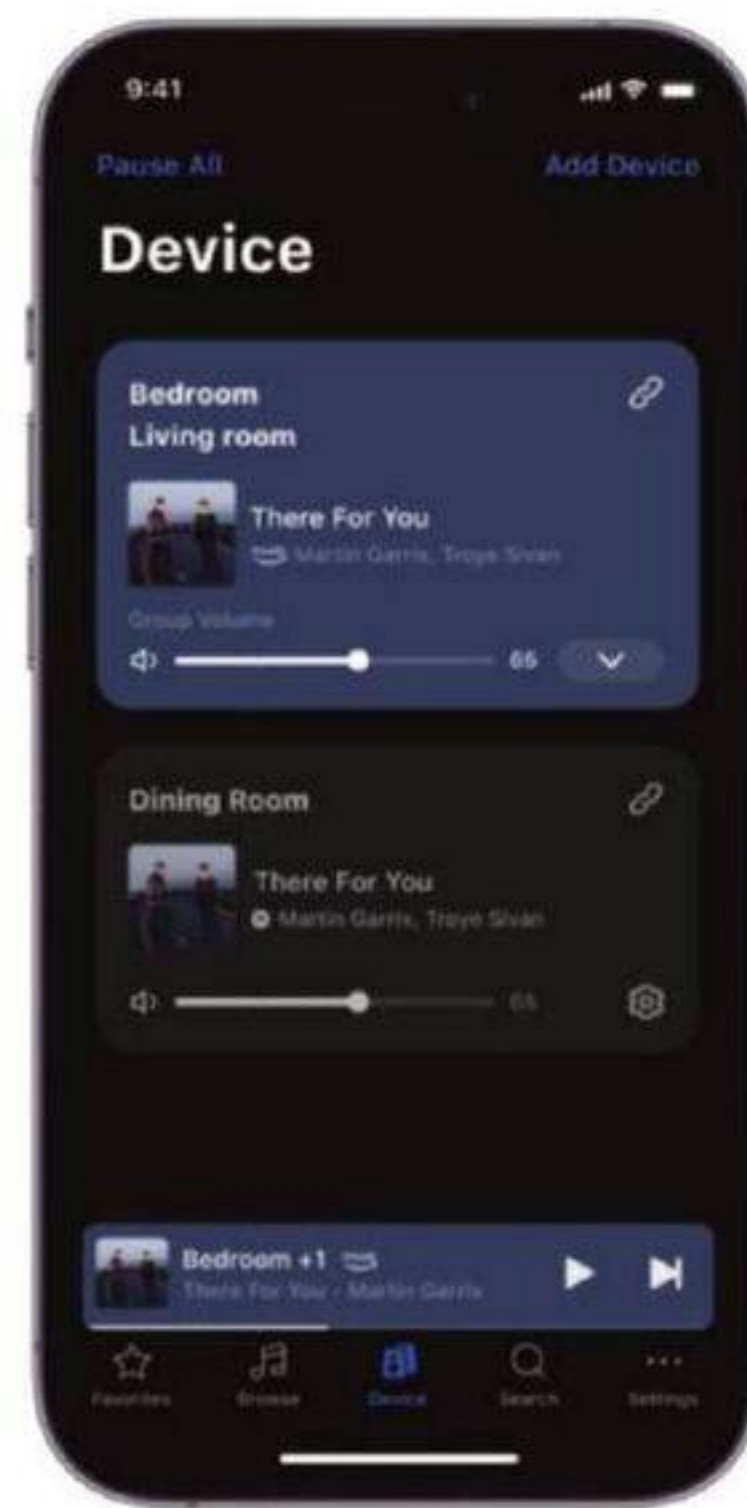 9:41
Pause All
Add Device
Device
Bedroom
Living room
There For You
Martin Garrix, Troye Sivan
Group Volume
65
Dining Room
There For You
Martin Garrix, Troye Sivan
65
Bedroom +1
There For You - Martin Garrix
Favorites
Browse
Device
Search
Settings